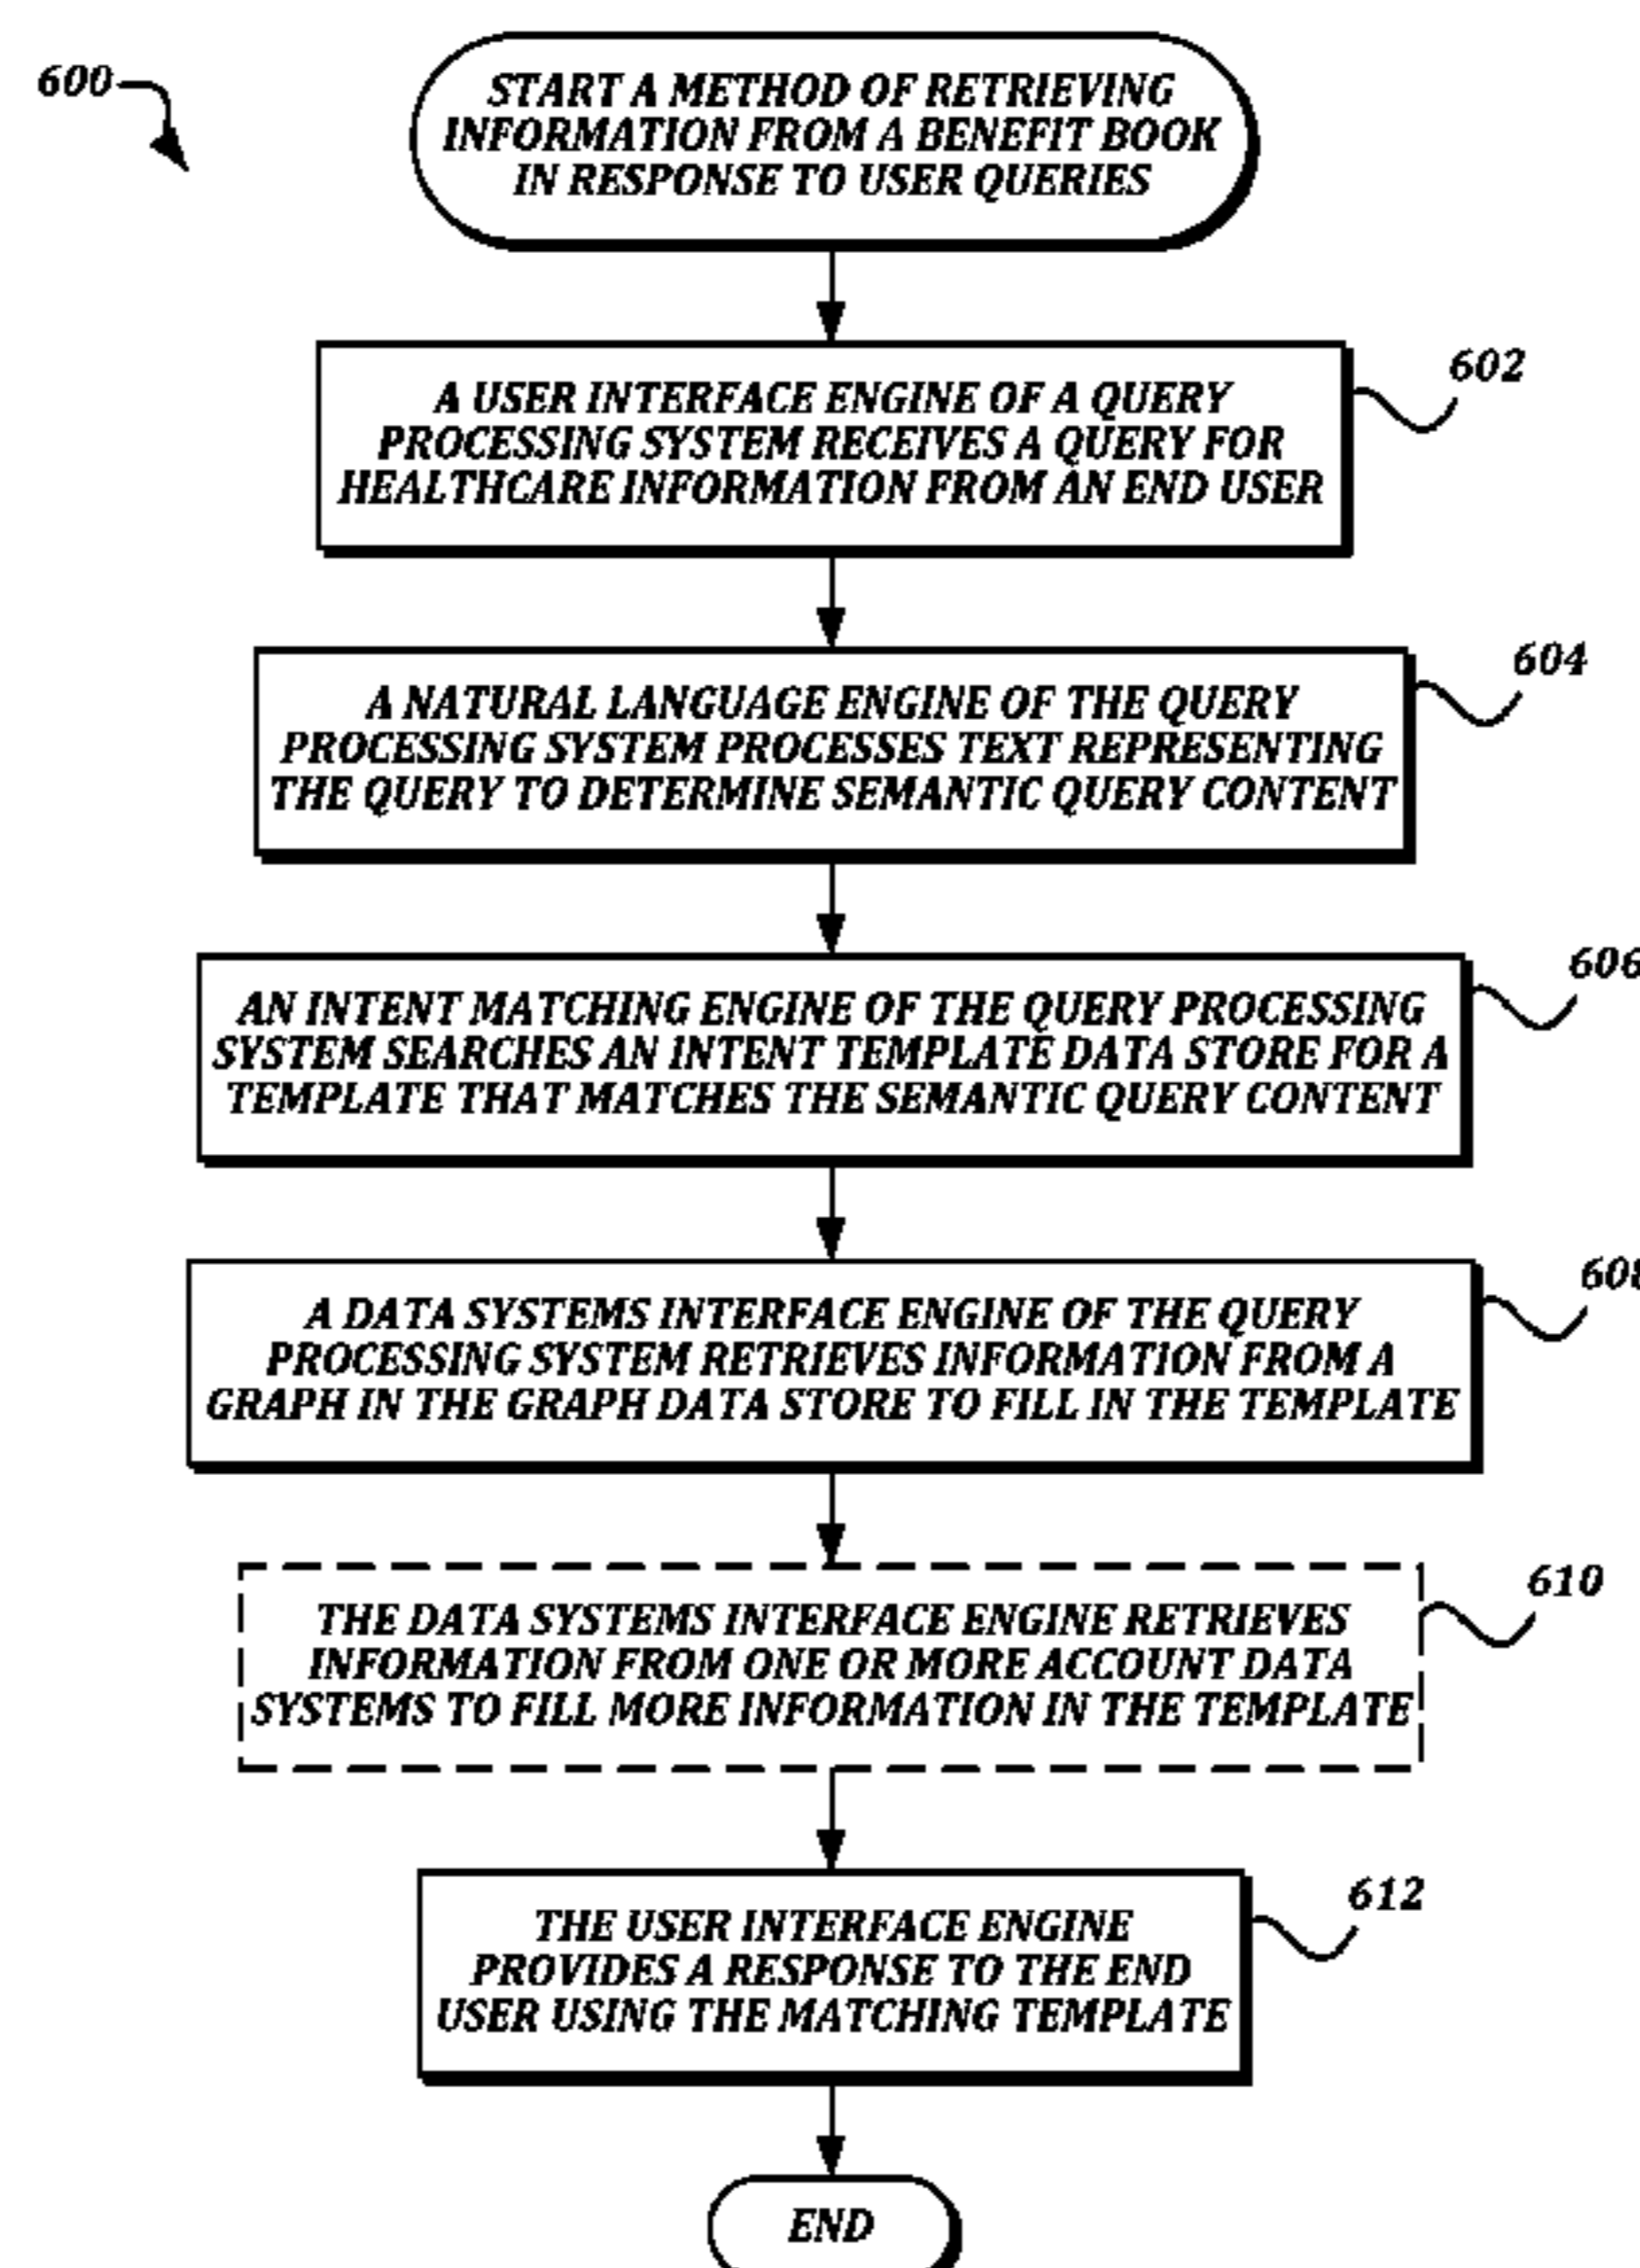 600
START A METHOD OF RETRIEVING
INFORMATION FROM A BENEFIT BOOK
IN RESPONSE TO USER QUERIES
602
A USER INTERFACE ENGINE OF A QUERY
PROCESSING SYSTEM RECEIVES A QUERY FOR
HEALTHCARE INFORMATION FROM AN END USER
604
A NATURAL LANGUAGE ENGINE OF THE QUERY
PROCESSING SYSTEM PROCESSES TEXT REPRESENTING
THE QUERY TO DETERMINE SEMANTIC QUERY CONTENT
606
AN INTENT MATCHING ENGINE OF THE QUERY PROCESSING
SYSTEM SEARCHES AN INTENT TEMPLATE DATA STORE FOR A
TEMPLATE THAT MATCHES THE SEMANTIC QUERY CONTENT
608
A DATA SYSTEMS INTERFACE ENGINE OF THE QUERY
PROCESSING SYSTEM RETRIEVES INFORMATION FROM A
GRAPH IN THE GRAPH DATA STORE TO FILL IN THE TEMPLATE
610
THE DATA SYSTEMS INTERFACE ENGINE RETRIEVES
INFORMATION FROM ONE OR MORE ACCOUNT DATA
SYSTEMS TO FILL MORE INFORMATION IN THE TEMPLATE
612
THE USER INTERFACE ENGINE
PROVIDES A RESPONSE TO THE END
USER USING THE MATCHING TEMPLATE
END